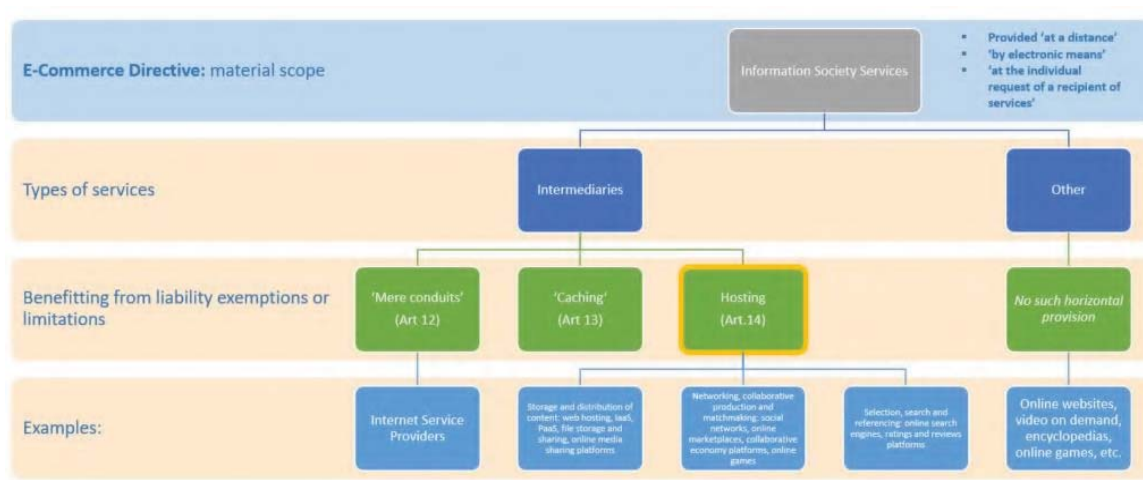 E-Commerce Directive: material scope
Information Society Services
▪ Provided 'at a distance'
▪ 'by electronic means'
▪ 'at the individual
request of a recipient of
services'
Types of services
Intermediaries
Other
Benefitting from liability exemptions or
limitations
'Mere conduits'
(Art 12)
'Caching'
(Art 13)
Hosting
(Art.14)
No such horizontal
provision
Examples:
Internet Service
Providers
Storage and distribution of
content: web hosting, IaaS,
PaaS, file storage and
sharing, online media
sharing platforms
Networking, collaborative
production and
matchmaking: social
networks, online
marketplaces, collaborative
economy platforms, online
games
Selection, search and
referencing: online search
engines, ratings and reviews
platforms
Online websites,
video on demand,
encyclopedias,
online games, etc.